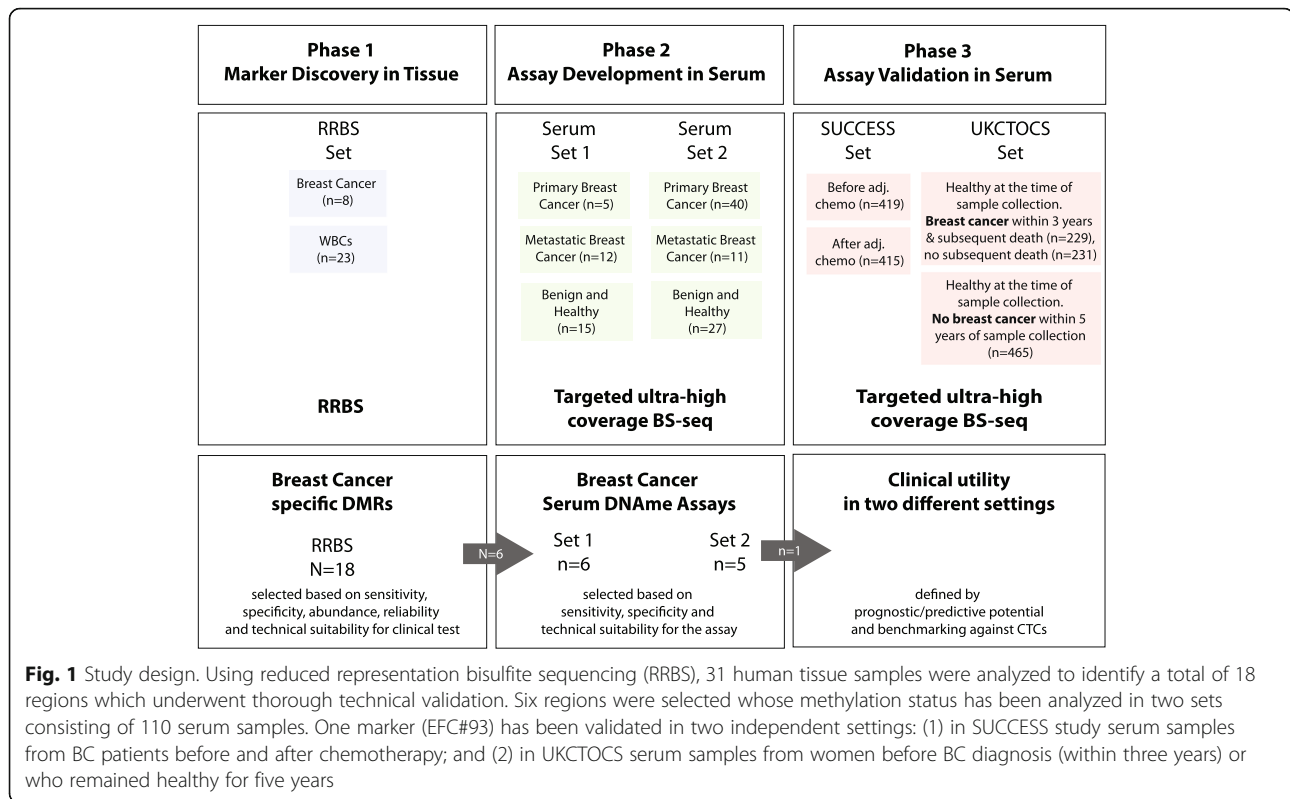 Phase 1
Marker Discovery in Tissue
Phase 2
Assay Development in Serum
Phase 3
Assay Validation in Serum
RRBS
Set
Breast Cancer
(n=8)
WBCs
(n=23)
RRBS
Serum
Set 1
Primary Breast
Cancer (n=5)
Metastatic Breast
Cancer (n=12)
Benign and
Healthy
(n=15)
Serum
Set 2
Primary Breast
Cancer (n=40)
Metastatic Breast
Cancer (n=11)
Benign and
Healthy
(n=27)
Targeted ultra-high
coverage BS-seq
SUCCESS
Set
Before adj.
chemo (n=419)
After adj.
chemo (n=415)
UKCTOCS
Set
Healthy at the time of
sample collection.
Breast cancer within 3 years
& subsequent death (n=229),
no subsequent death (n=231)
Healthy at the time of
sample collection.
No breast cancer within 5
years of sample collection
(n=465)
Targeted ultra-high
coverage BS-seq
Breast Cancer
specific DMRs
RRBS
N=18
selected based on sensitivity,
specificity, abundance, reliability
and technical suitability for clinical test
N=6
Breast Cancer
Serum DNAme Assays
Set 1
n=6
Set 2
n=5
selected based on
sensitivity, specificity and
technical suitability for the assay
n=1
Clinical utility
in two different settings
defined by
prognostic/predictive potential
and benchmarking against CTCs
Fig. 1 Study design. Using reduced representation bisulfite sequencing (RRBS), 31 human tissue samples were analyzed to identify a total of 18
regions which underwent thorough technical validation. Six regions were selected whose methylation status has been analyzed in two sets
consisting of 110 serum samples. One marker (EFC#93) has been validated in two independent settings: (1) in SUCCESS study serum samples
from BC patients before and after chemotherapy; and (2) in UKCTOCS serum samples from women before BC diagnosis (within three years) or
who remained healthy for five years